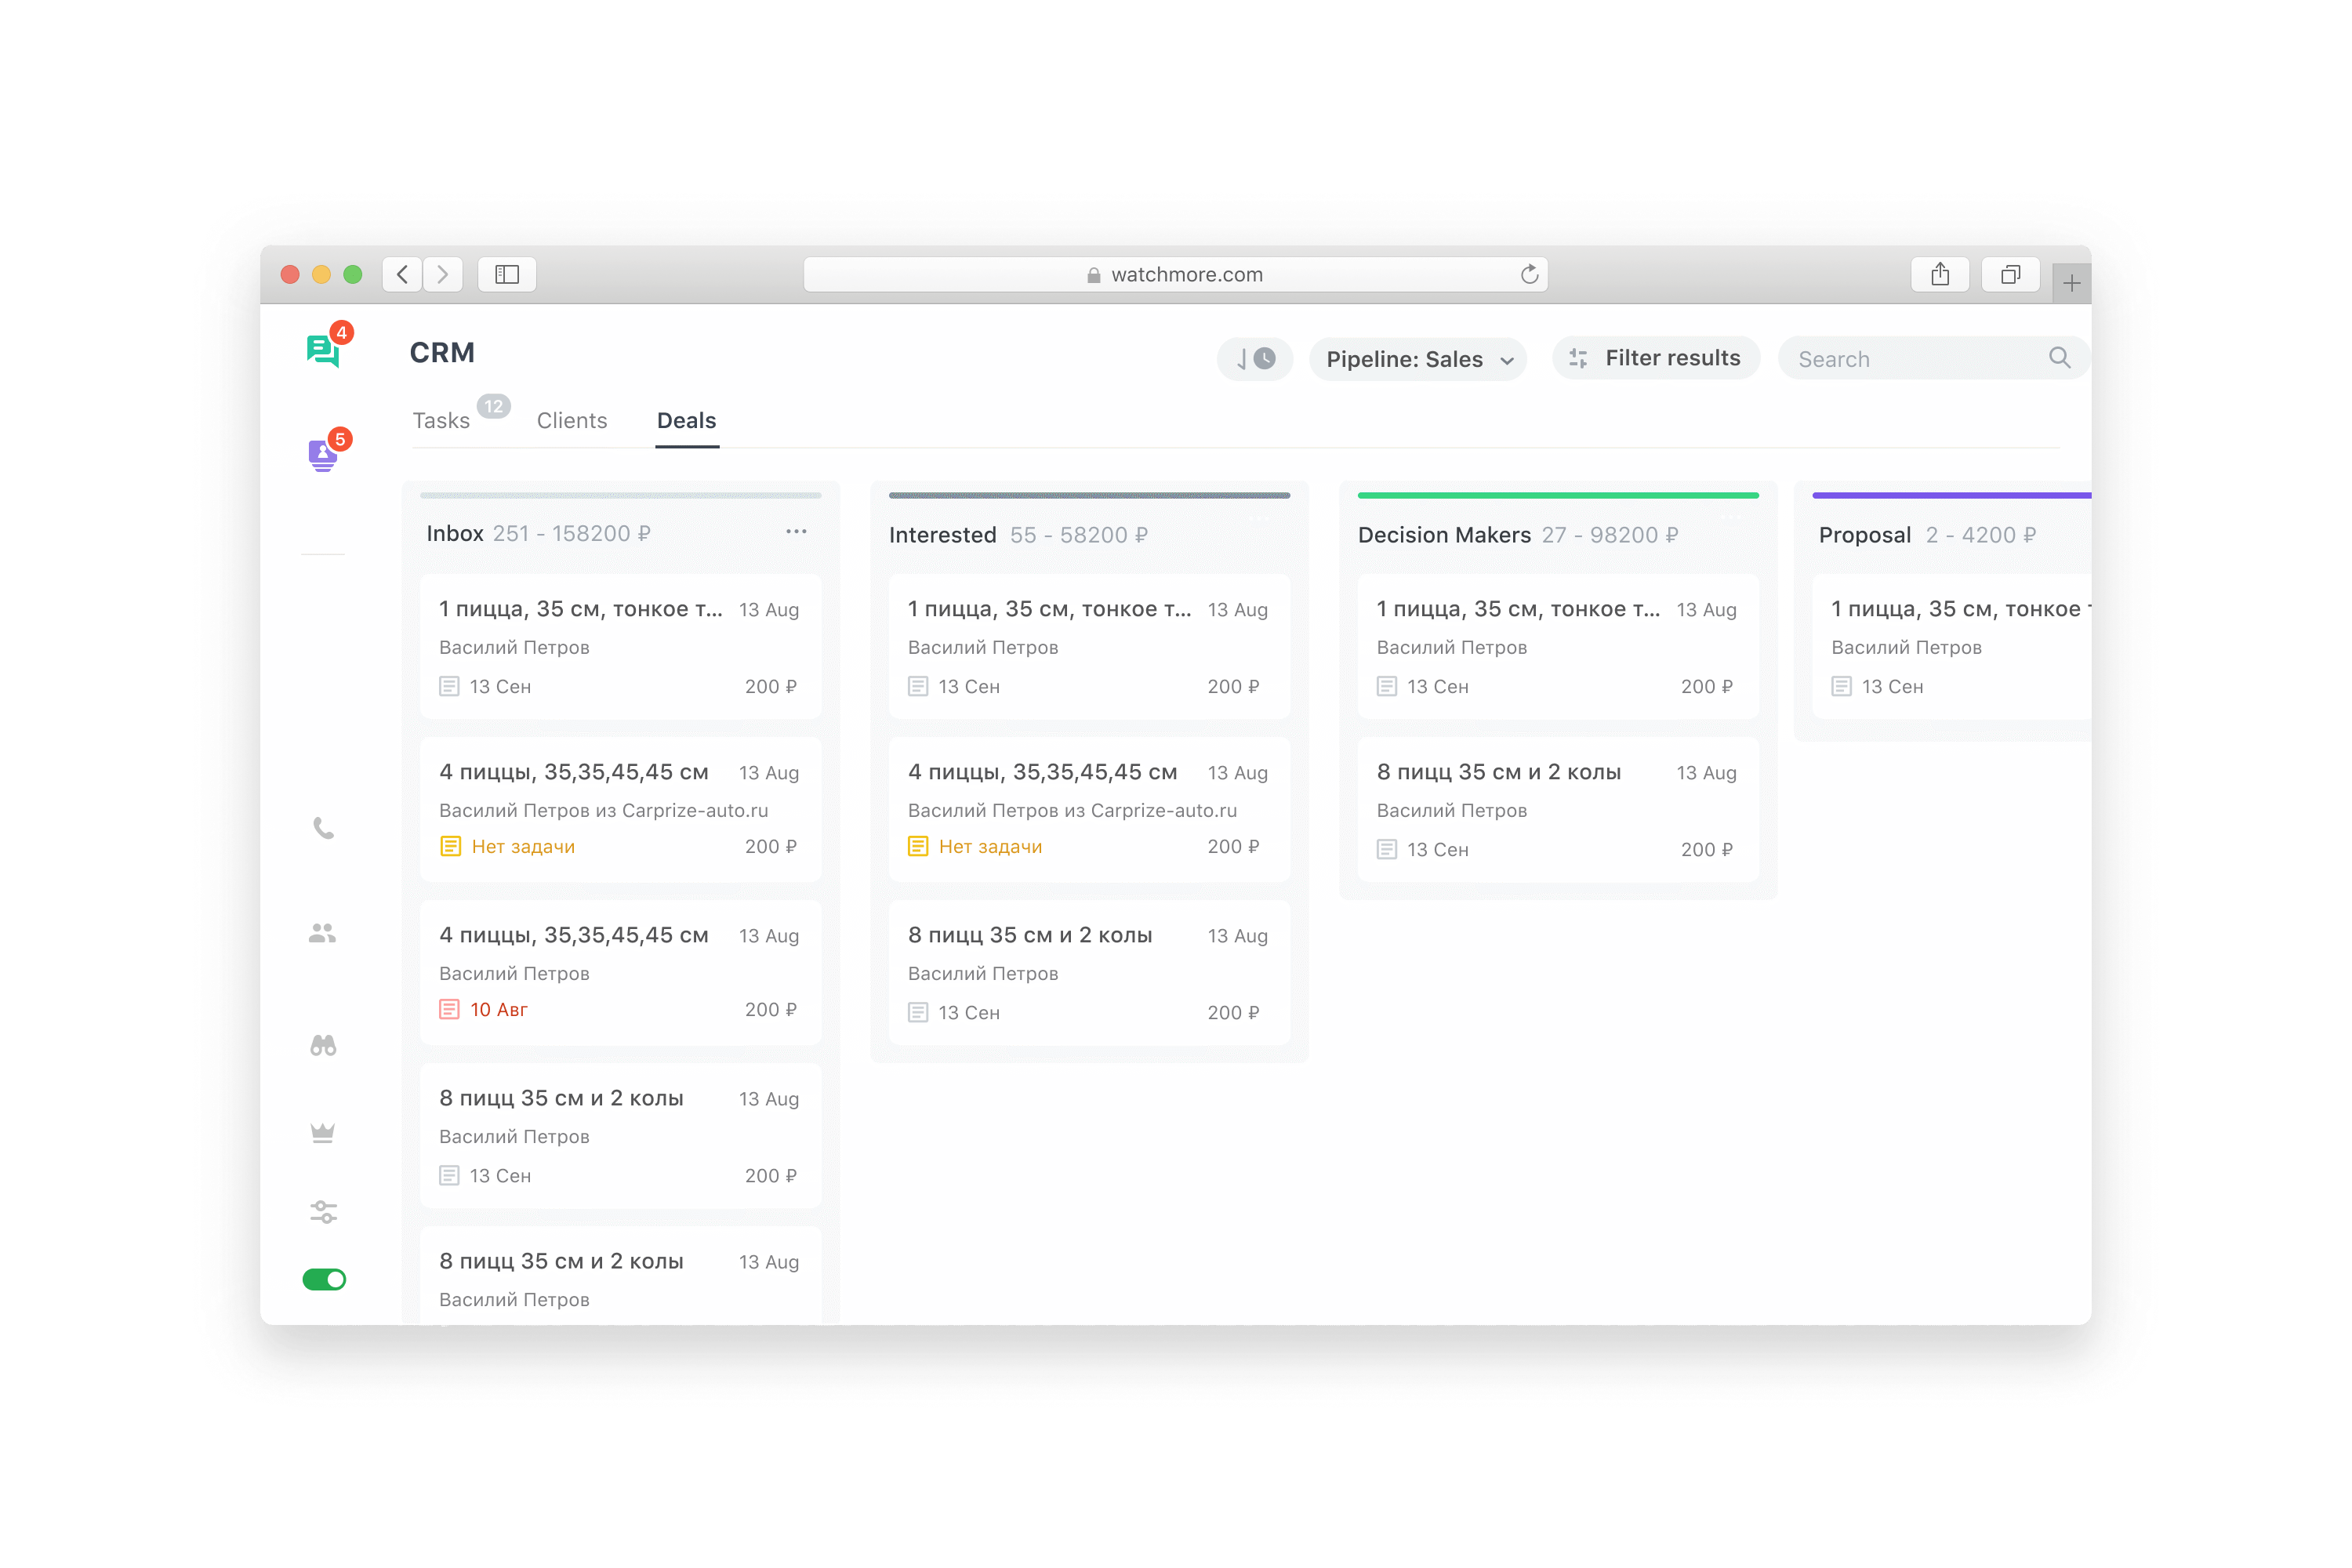 watchmore.com
4
CRM
Pipeline: Sales
Filter results
Search
Tasks 12
Clients
Deals
5
Inbox 251 - 158200 ₽
1 пицца, 35 см, тонкое т... 13 Aug
Василий Петров
13 Сен 200 ₽
4 пиццы, 35,35,45,45 см 13 Aug
Василий Петров из Carprize-auto.ru
Нет задачи 200 ₽
4 пиццы, 35,35,45,45 см 13 Aug
Василий Петров
10 Авг 200 ₽
8 пицц 35 см и 2 колы 13 Aug
Василий Петров
13 Сен 200 ₽
8 пицц 35 см и 2 колы 13 Aug
Василий Петров
Interested 55 - 58200 ₽
1 пицца, 35 см, тонкое т... 13 Aug
Василий Петров
13 Сен 200 ₽
4 пиццы, 35,35,45,45 см 13 Aug
Василий Петров из Carprize-auto.ru
Нет задачи 200 ₽
8 пицц 35 см и 2 колы 13 Aug
Василий Петров
13 Сен 200 ₽
Decision Makers 27 - 98200 ₽
1 пицца, 35 см, тонкое т... 13 Aug
Василий Петров
13 Сен 200 ₽
8 пицц 35 см и 2 колы 13 Aug
Василий Петров
13 Сен 200 ₽
Proposal 2 - 4200 ₽
1 пицца, 35 см, тонкое
Василий Петров
13 Сен